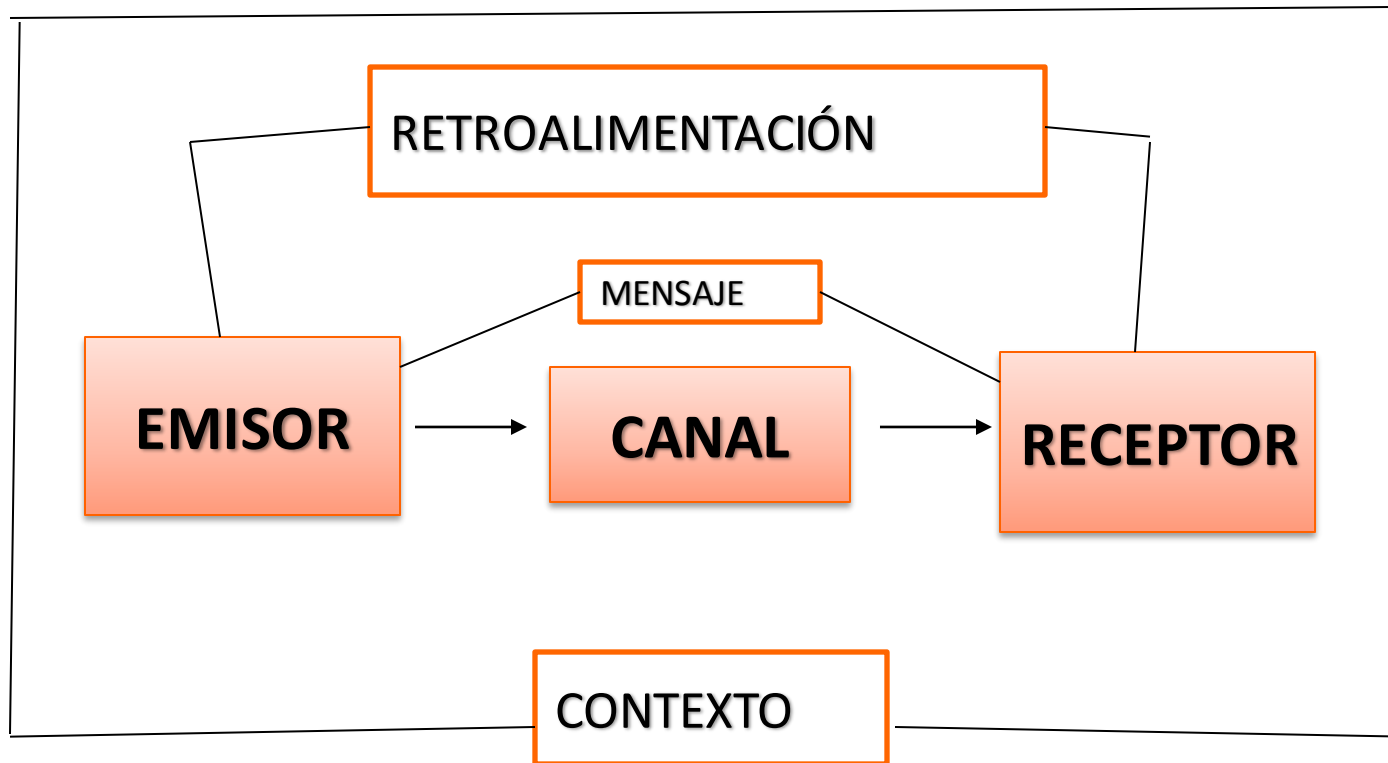 RETROALIMENTACIÓN
MENSAJE
EMISOR
CANAL
RECEPTOR
CONTEXTO